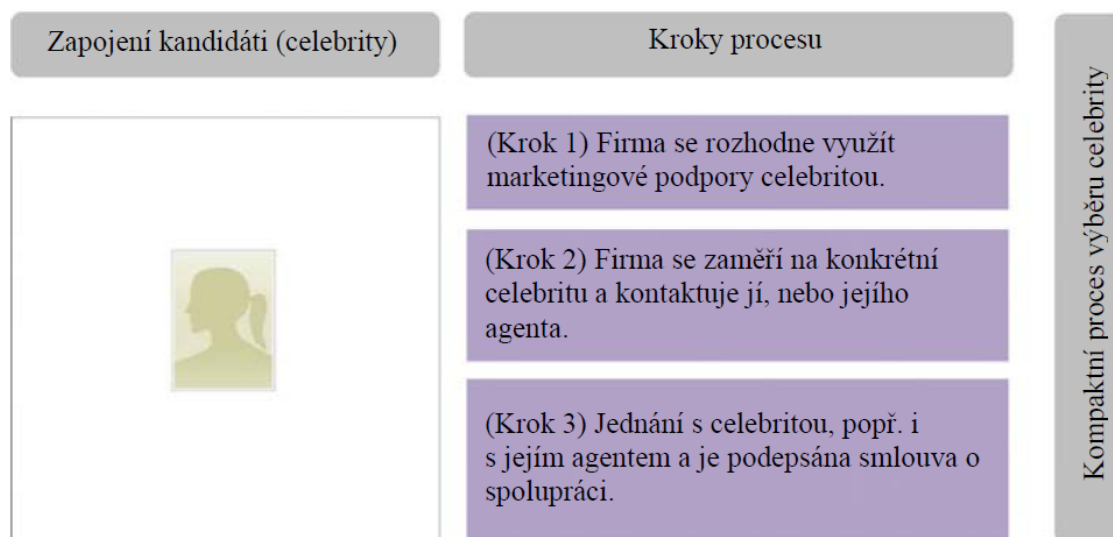 Zapojení kandidáti (celebrity)
Kroky procesu
(Krok 1) Firma se rozhodne využít
marketingové podpory celebritou.
(Krok 2) Firma se zaměří na konkrétní
celebritu a kontaktuje jí, nebo jejího
agenta.
(Krok 3) Jednání s celebritou, popř. i
s jejím agentem a je podepsána smlouva o
spolupráci.
Kompaktní proces výběru celebrity